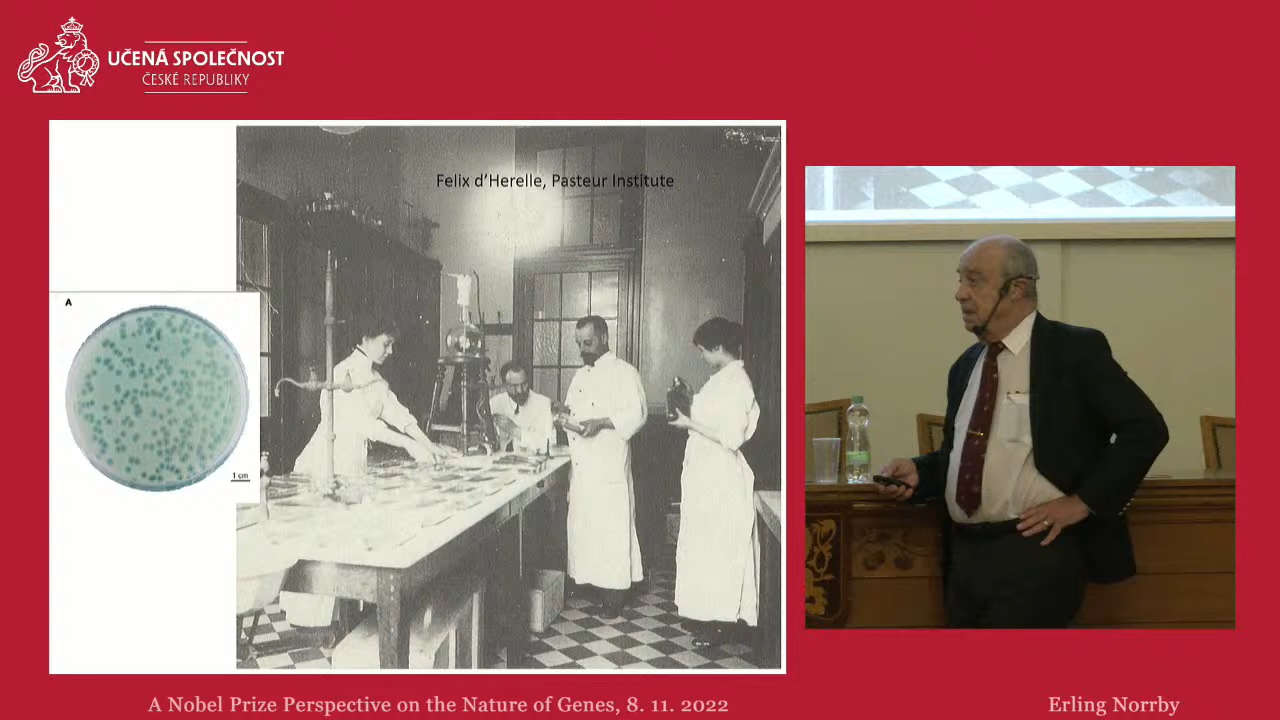 UČENÁ SPOLEČNOST
ČESKÉ REPUBLIKY
Felix d'Herelle, Pasteur Institute
A
1 cm
A Nobel Prize Perspective on the Nature of Genes, 8. 11. 2022
Erling Norrby